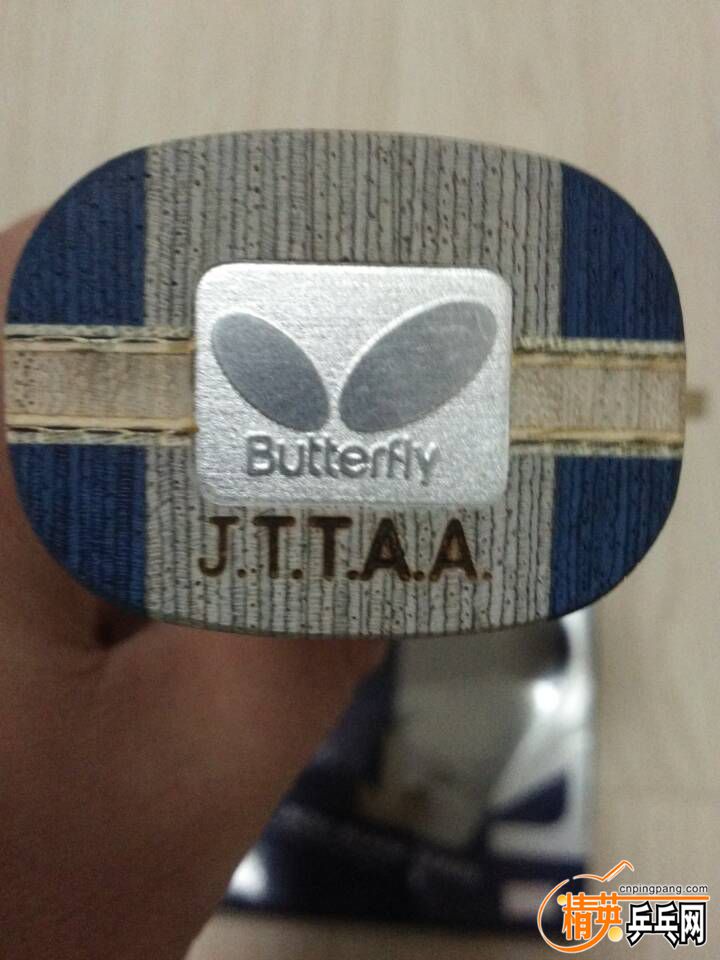 Butterfly
J.T.T.A.A.
cnpingpang.com
精英乒乓网